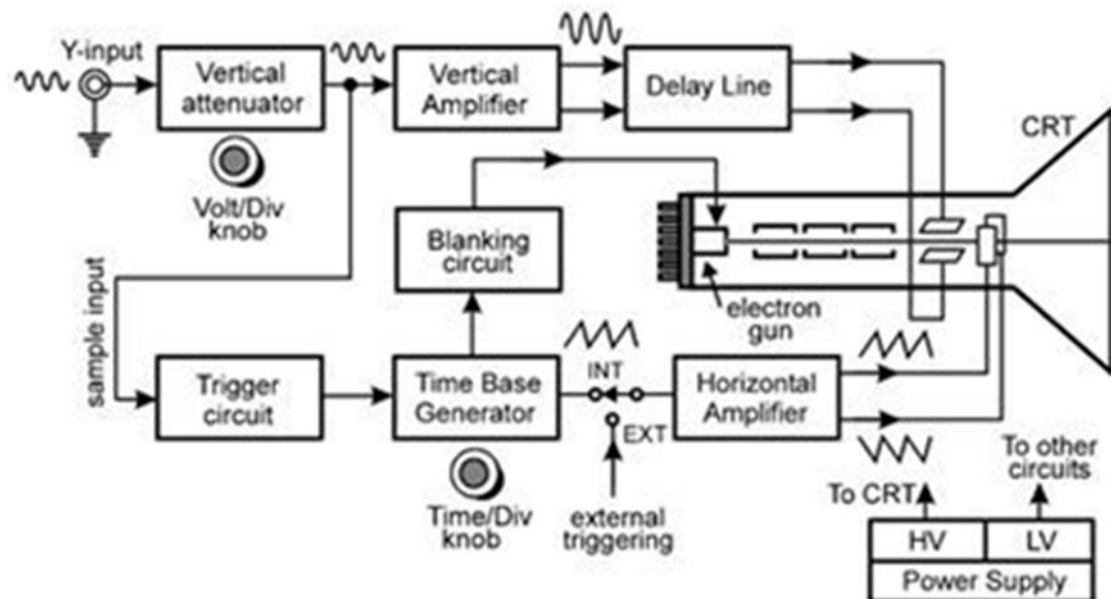 Y-input
Vertical
attenuator
Vertical
Amplifier
Delay Line
CRT
Volt/Div
knob
Blanking
circuit
electron
gun
sample input
Trigger
circuit
Time Base
Generator
INT
EXT
Horizontal
Amplifier
Time/Div
knob
external
triggering
To CRT
To other
circuits
HV
LV
Power Supply